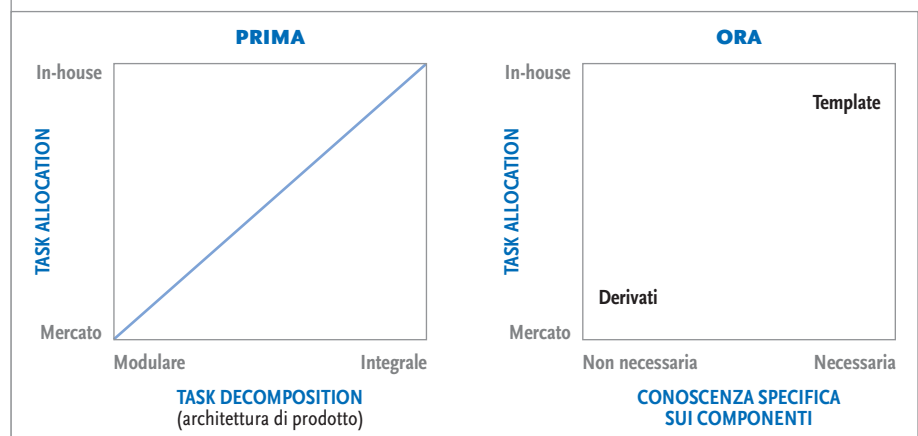 PRIMA
In-house
TASK ALLOCATION
Mercato
Modulare
Integrale
TASK DECOMPOSITION
(architettura di prodotto)
ORA
In-house
Template
TASK ALLOCATION
Derivati
Mercato
Non necessaria
Necessaria
CONOSCENZA SPECIFICA
SUI COMPONENTI